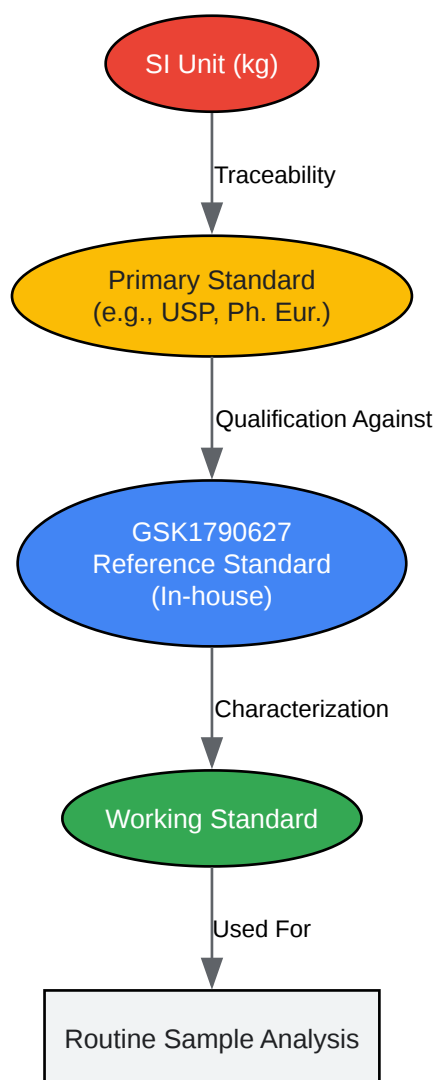 SI Unit (kg)
Traceability
Primary Standard
(e.g., USP, Ph. Eur.)
Qualification Against
GSK1790627
Reference Standard
(In-house)
Characterization
Working Standard
Used For
Routine Sample Analysis